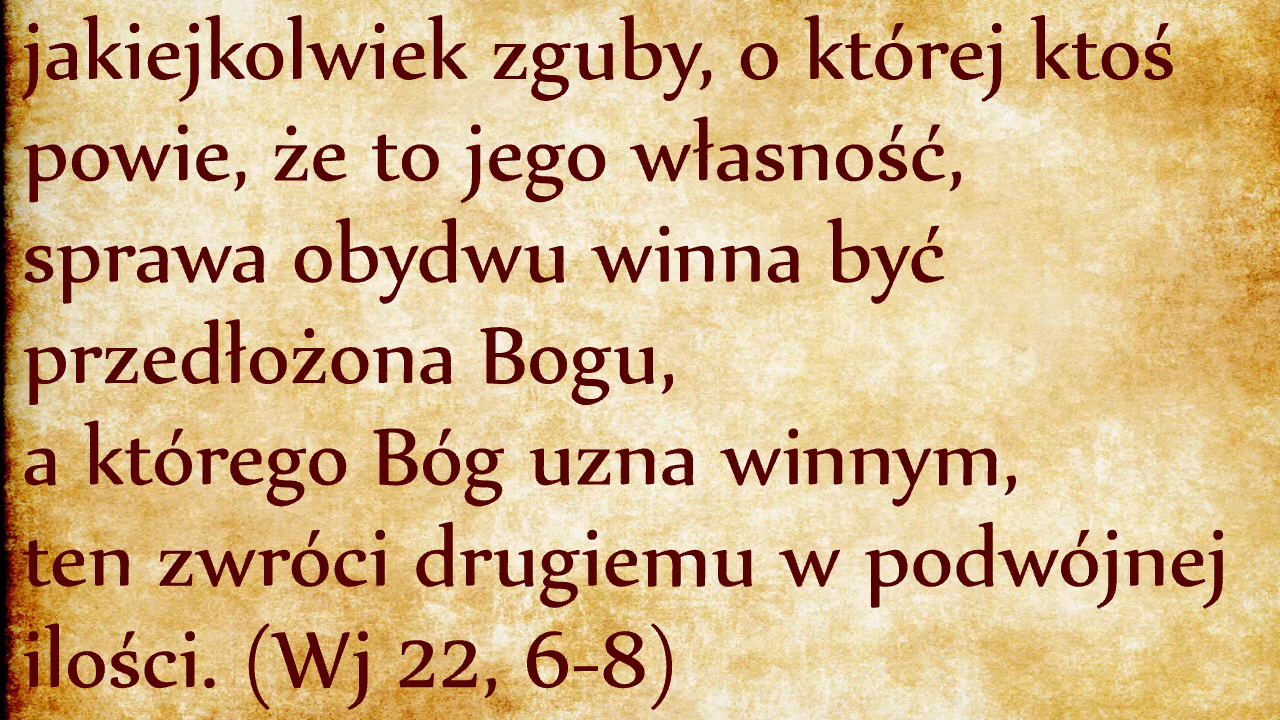 jakiejkolwiek zguby, o której ktoś
powie, że to jego własność,
sprawa obydwu winna być
przedłożona Bogu,
a którego Bóg uzna winnym,
ten zwróci drugiemu w podwójnej
ilości. (Wj 22, 6-8)